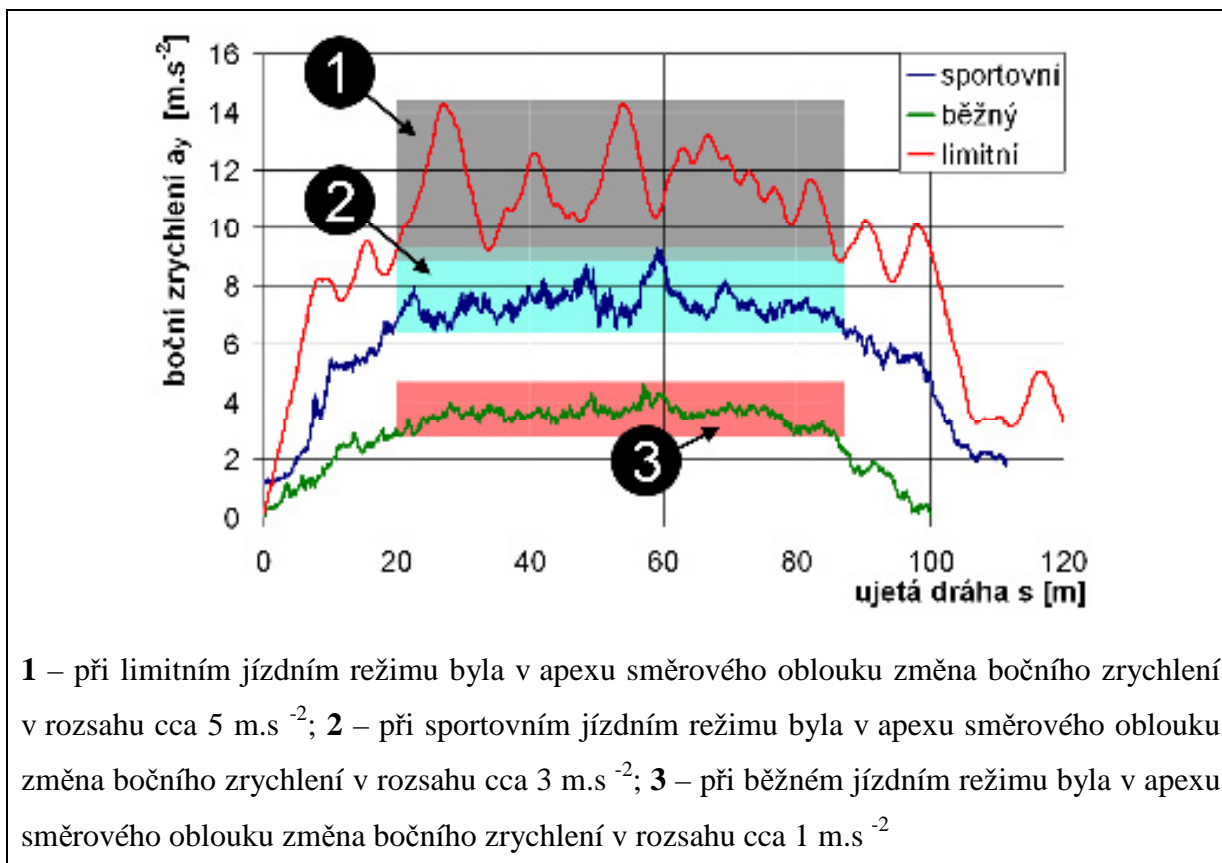 boční zrychlení ay [m.s-2]
16
14
12
10
8
6
4
2
0
1
2
3
sportovní
běžný
limitní
0 20 40 60 80 100 120
ujetá dráha s [m]
1 – při limitním jízdním režimu byla v apexu směrového oblouku změna bočního zrychlení
v rozsahu cca 5 m.s -2; 2 – při sportovním jízdním režimu byla v apexu směrového oblouku
změna bočního zrychlení v rozsahu cca 3 m.s -2; 3 – při běžném jízdním režimu byla v apexu
směrového oblouku změna bočního zrychlení v rozsahu cca 1 m.s -2